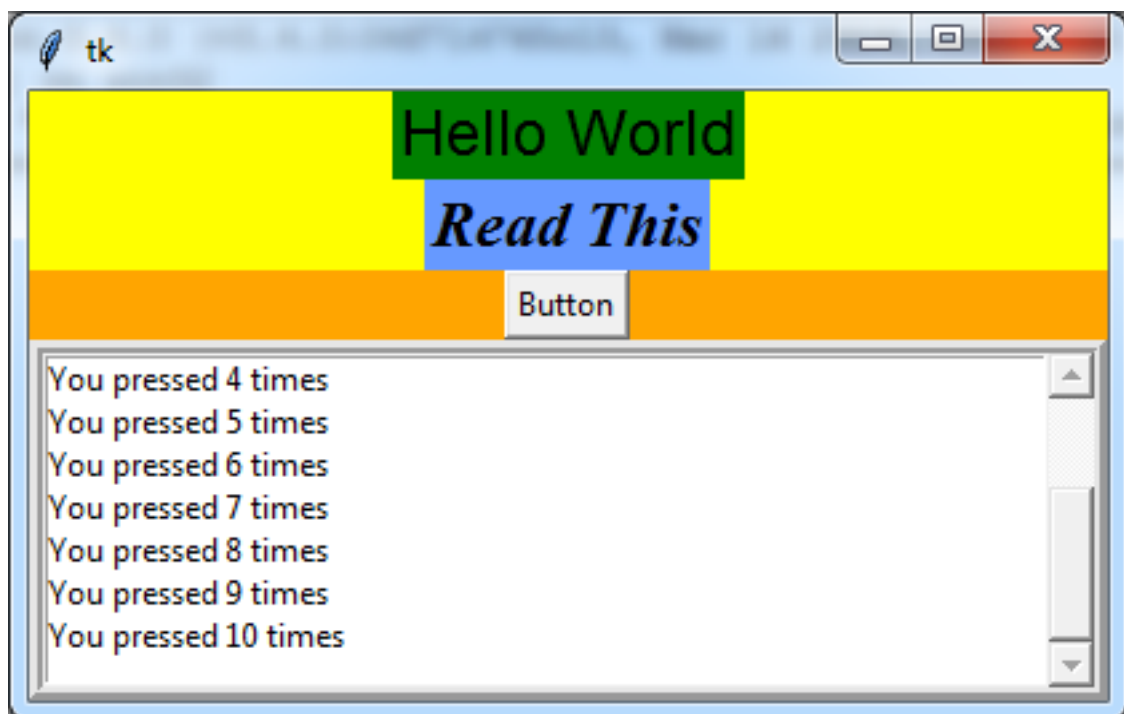 tk
Hello World
Read This
Button
You pressed 4 times
You pressed 5 times
You pressed 6 times
You pressed 7 times
You pressed 8 times
You pressed 9 times
You pressed 10 times